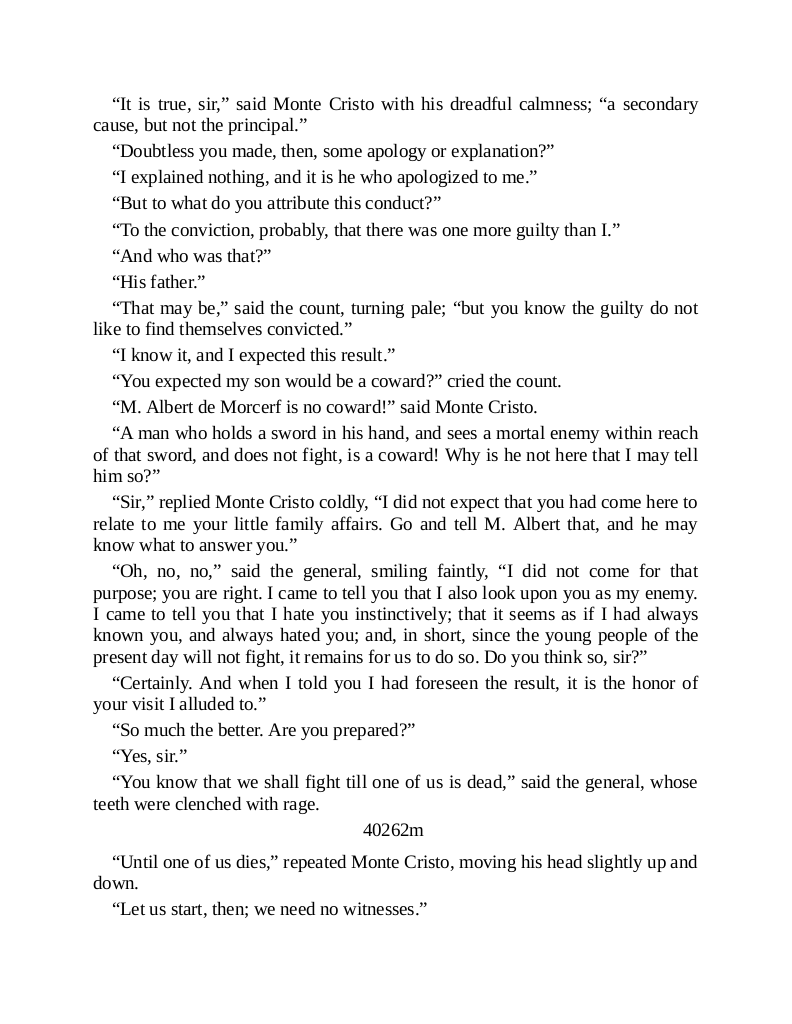 “It is true, sir,” said Monte Cristo with his dreadful calmness; “a secondary
cause, but not the principal.”
“Doubtless you made, then, some apology or explanation?”
“I explained nothing, and it is he who apologized to me.”
“But to what do you attribute this conduct?”
“To the conviction, probably, that there was one more guilty than I.”
“And who was that?”
“His father.”
“That may be,” said the count, turning pale; “but you know the guilty do not
like to find themselves convicted.”
“I know it, and I expected this result.”
“You expected my son would be a coward?” cried the count.
“M. Albert de Morcerf is no coward!” said Monte Cristo.
“A man who holds a sword in his hand, and sees a mortal enemy within reach
of that sword, and does not fight, is a coward! Why is he not here that I may tell
him so?”
“Sir,” replied Monte Cristo coldly, “I did not expect that you had come here to
relate to me your little family affairs. Go and tell M. Albert that, and he may
know what to answer you.”
“Oh, no, no,” said the general, smiling faintly, “I did not come for that
purpose; you are right. I came to tell you that I also look upon you as my enemy.
I came to tell you that I hate you instinctively; that it seems as if I had always
known you, and always hated you; and, in short, since the young people of the
present day will not fight, it remains for us to do so. Do you think so, sir?”
“Certainly. And when I told you I had foreseen the result, it is the honor of
your visit I alluded to.”
“So much the better. Are you prepared?”
“Yes, sir.”
“You know that we shall fight till one of us is dead,” said the general, whose
teeth were clenched with rage.
40262m
“Until one of us dies,” repeated Monte Cristo, moving his head slightly up and
down.
“Let us start, then; we need no witnesses.”